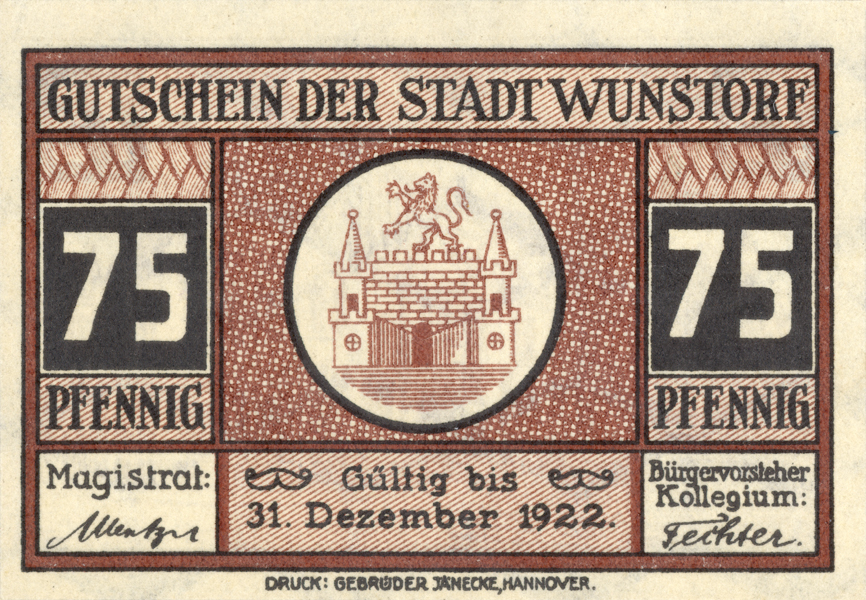 GUTSCHEIN DER STADT WUNSTORF
75
75
PFENNIG
PFENNIG
Magistrat:
Gültig bis
31. Dezember 1922.
Bürgervorsteher
Kollegium:
Fechter.
DRUCK: GEBRÜDER JÄNECKE, HANNOVER.